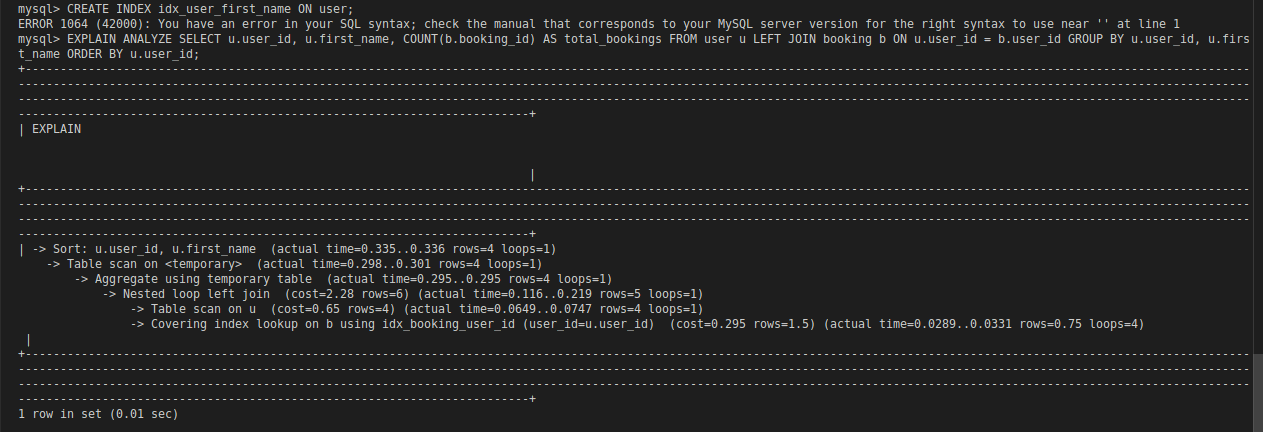 mysql> CREATE INDEX idx_user_first_name ON user;
ERROR 1064 (42000): You have an error in your SQL syntax; check the manual that corresponds to your MySQL server version for the right syntax to use near '' at line 1
mysql> EXPLAIN ANALYZE SELECT u.user_id, u.first_name, COUNT(b.booking_id) AS total_bookings FROM user u LEFT JOIN booking b ON u.user_id = b.user_id GROUP BY u.user_id, u.firs
t_name ORDER BY u.user_id;
| EXPLAIN
|
| -> Sort: u.user_id, u.first_name  (actual time=0.335..0.336 rows=4 loops=1)
    -> Table scan on <temporary>  (actual time=0.298..0.301 rows=4 loops=1)
        -> Aggregate using temporary table  (actual time=0.295..0.295 rows=4 loops=1)
            -> Nested loop left join  (cost=2.28 rows=6) (actual time=0.116..0.219 rows=5 loops=1)
                -> Table scan on u  (cost=0.65 rows=4) (actual time=0.0649..0.0747 rows=4 loops=1)
                -> Covering index lookup on b using idx_booking_user_id (user_id=u.user_id)  (cost=0.295 rows=1.5) (actual time=0.0289..0.0331 rows=0.75 loops=4)
|
1 row in set (0.01 sec)